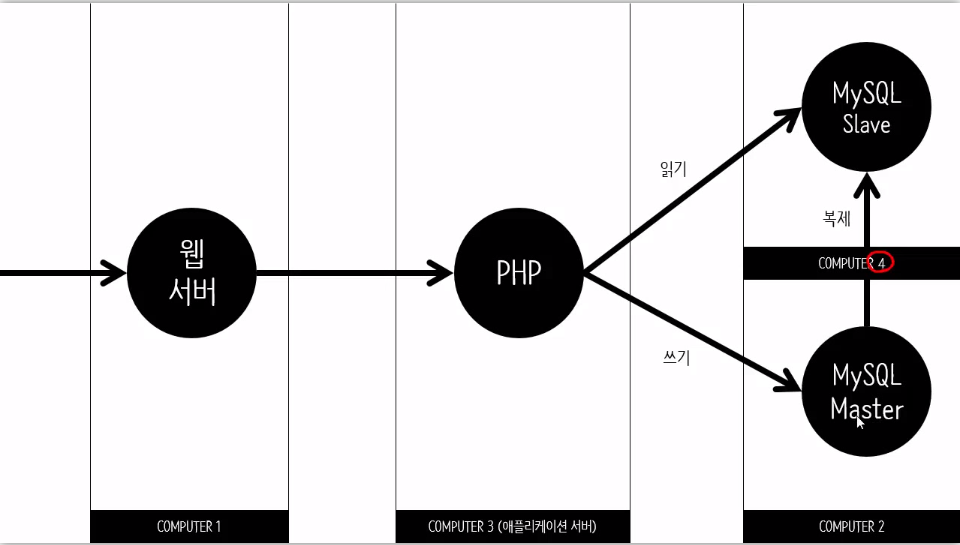 웹
서버
PHP
읽기
쓰기
MySQL
Slave
복제
COMPUTER 4
MySQL
Master
COMPUTER 1
COMPUTER 3 (애플리케이션 서버)
COMPUTER 2